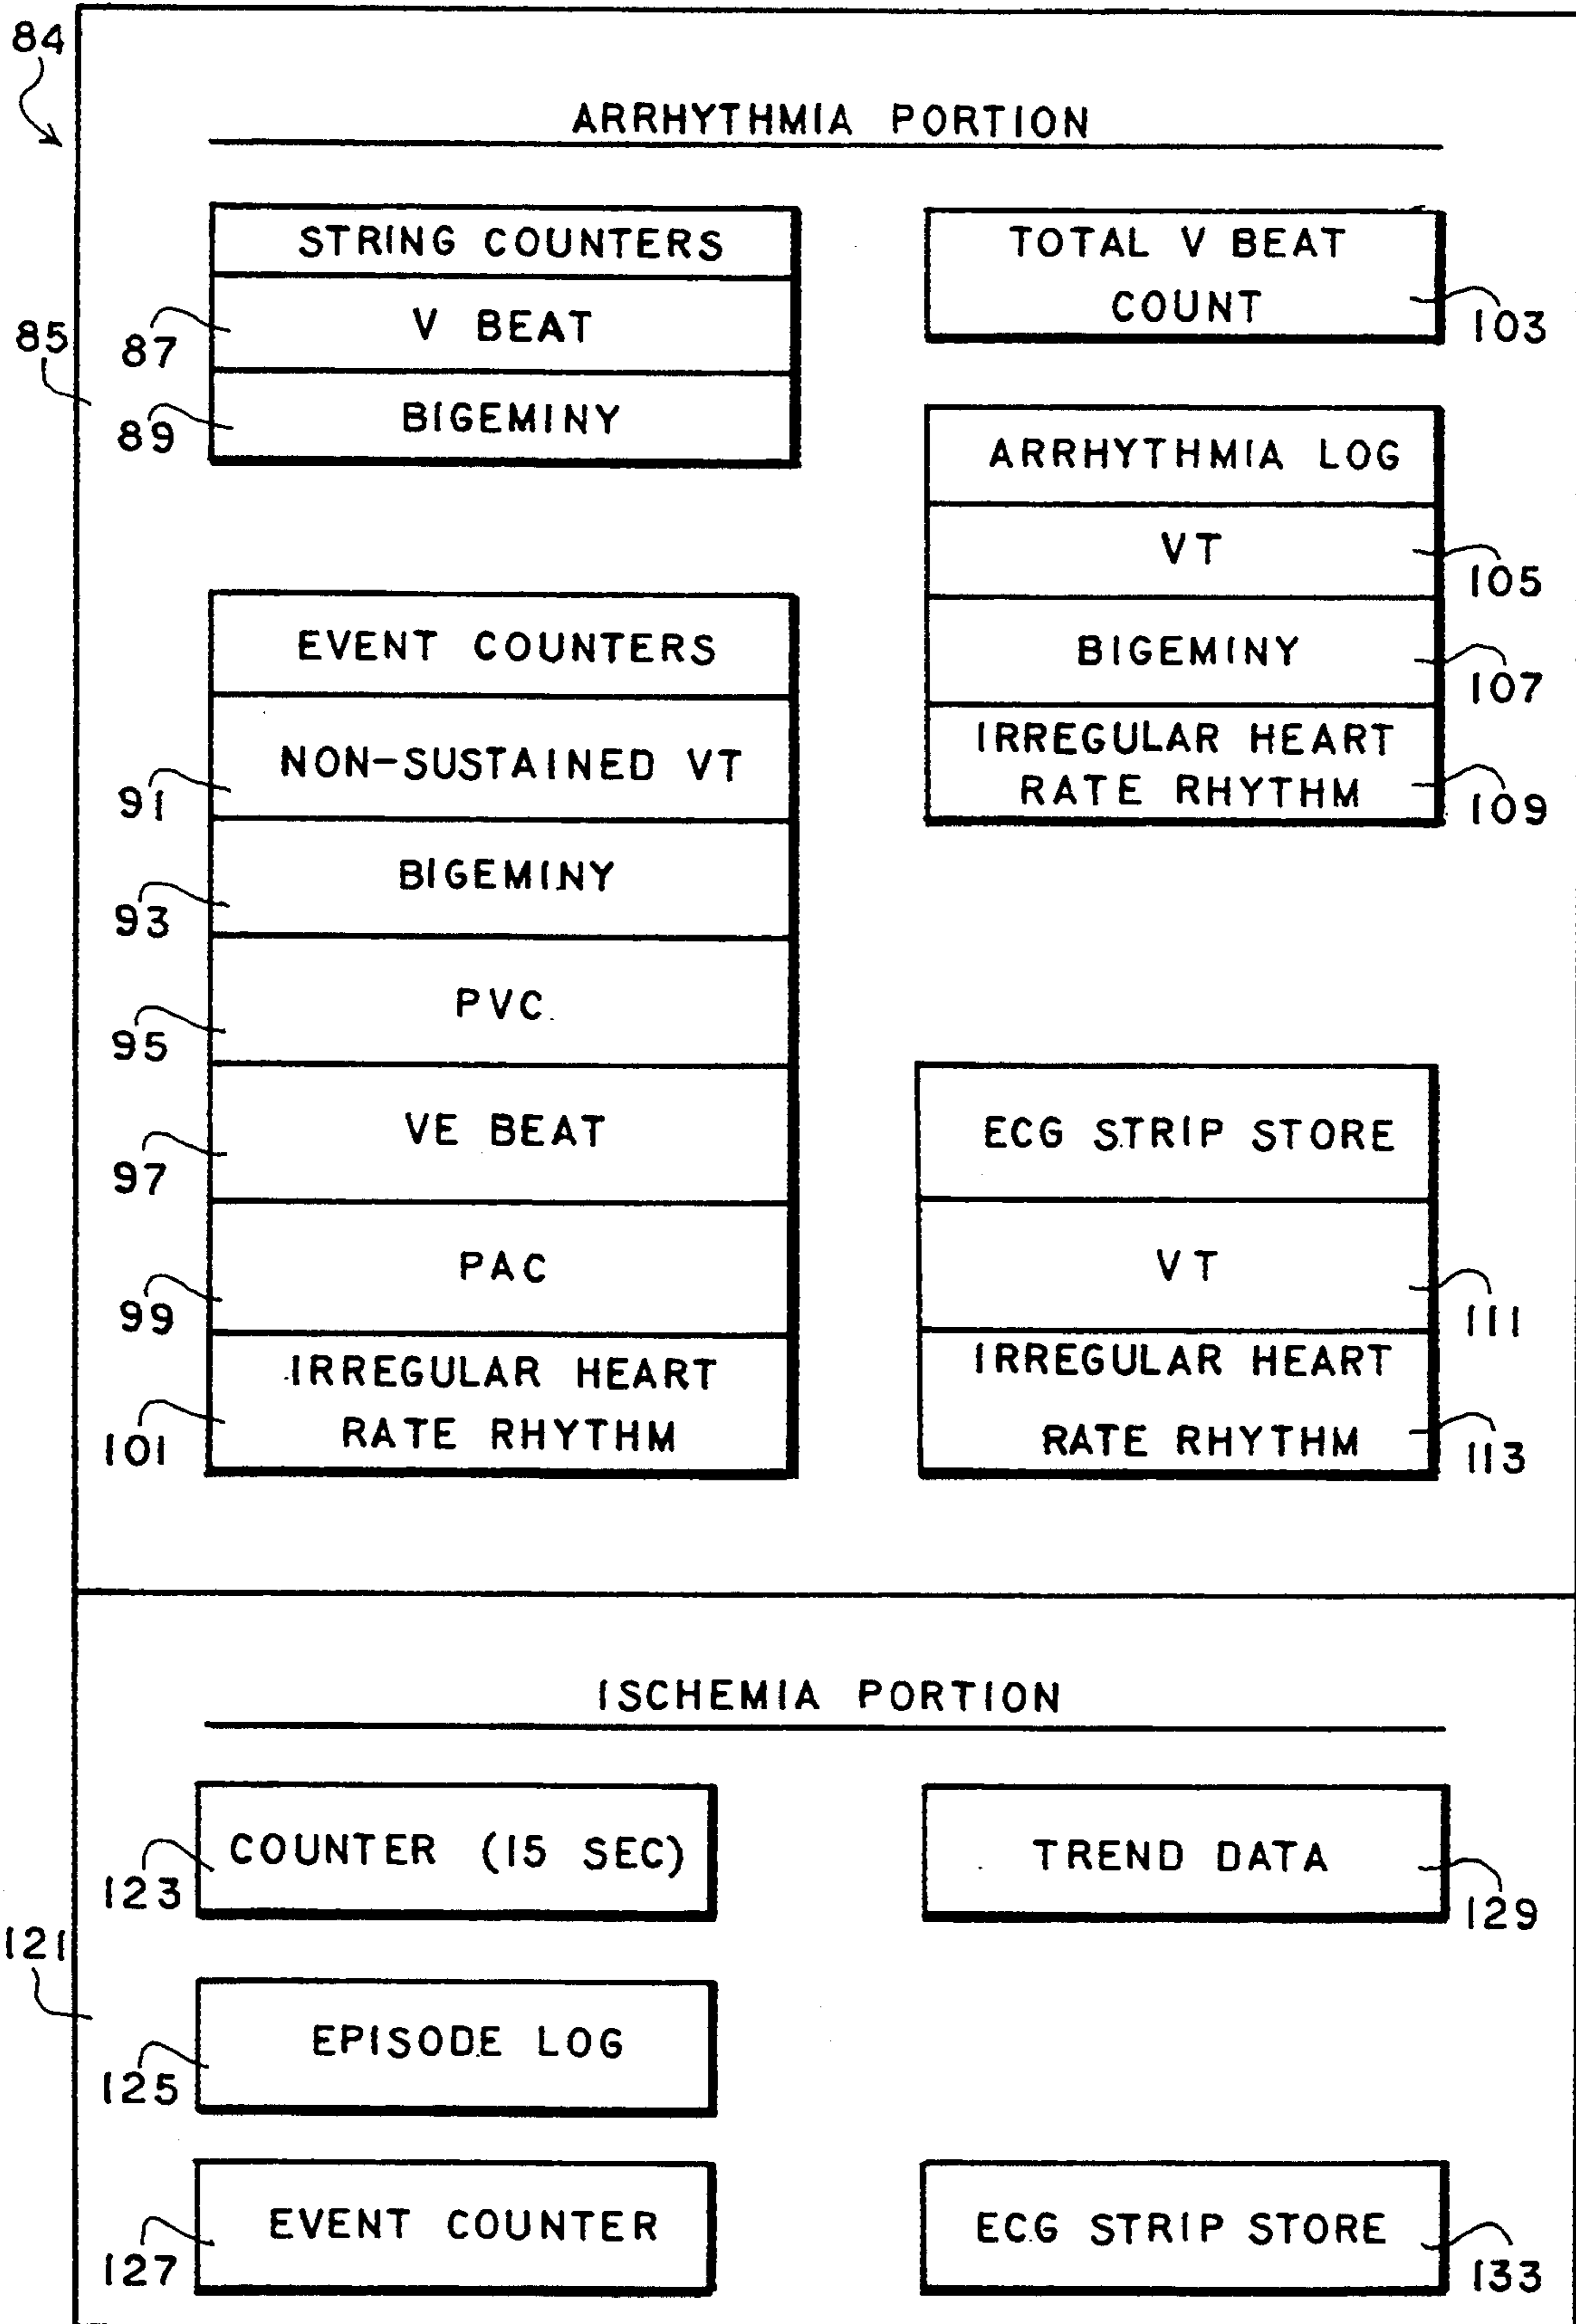 84
ARRHYTHMIA PORTION
85
STRING COUNTERS
V BEAT
87
BIGEMINY
89
TOTAL V BEAT
COUNT
103
ARRHYTHMIA LOG
VT
105
BIGEMINY
107
IRREGULAR HEART
RATE RHYTHM
109
EVENT COUNTERS
NON-SUSTAINED VT
91
BIGEMINY
93
PVC
95
VE BEAT
97
PAC
99
IRREGULAR HEART
RATE RHYTHM
101
ECG STRIP STORE
VT
111
IRREGULAR HEART
RATE RHYTHM
113
ISCHEMIA PORTION
121
COUNTER (15 SEC)
123
TREND DATA
129
EPISODE LOG
125
EVENT COUNTER
127
ECG STRIP STORE
133